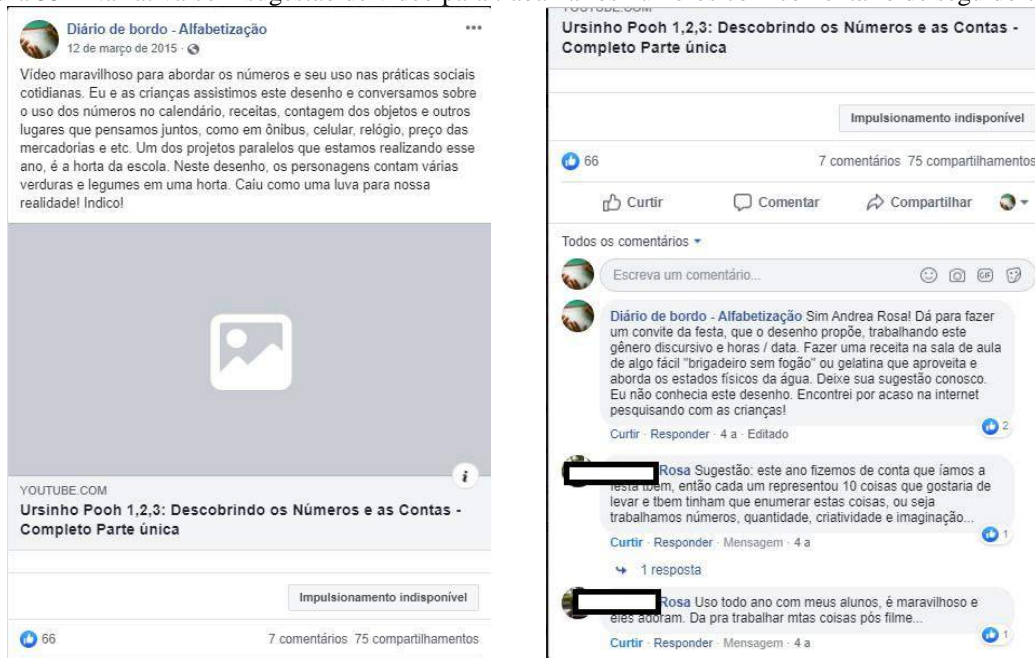 Diário de bordo - Alfabetização
12 de março de 2015
Vídeo maravilhoso para abordar os números e seu uso nas práticas sociais
cotidianas. Eu e as crianças assistimos este desenho e conversamos sobre
o uso dos números no calendário, receitas, contagem dos objetos e outros
lugares que pensamos juntos, como em ônibus, celular, relógio, preço das
mercadorias e etc. Um dos projetos paralelos que estamos realizando esse
ano, é a horta da escola. Neste desenho, os personagens contam várias
verduras e legumes em uma horta. Caiu como uma luva para nossa
realidade! Indico!
YOUTUBE.COM
Ursinho Pooh 1,2,3: Descobrindo os Números e as Contas -
Completo Parte única
Impulsionamento indisponível
66 7 comentários 75 compartilhamentos
YOUTUBE.COM
Ursinho Pooh 1,2,3: Descobrindo os Números e as Contas -
Completo Parte única
Impulsionamento indisponível
66 7 comentários 75 compartilhamentos
Curtir Comentar Compartilhar
Todos os comentários
Escreva um comentário... GIF
Diário de bordo - Alfabetização Sim Andrea Rosa! Dá para fazer
um convite da festa, que o desenho propõe, trabalhando este
gênero discursivo e horas / data. Fazer uma receita na sala de aula
de algo fácil "brigadeiro sem fogão" ou gelatina que aproveita e
aborda os estados físicos da água. Deixe sua sugestão conosco.
Eu não conhecia este desenho. Encontrei por acaso na internet
pesquisando com as crianças!
2
Curtir · Responder · 4 a · Editado
Rosa Sugestão: este ano fizemos de conta que íamos a
festa tbem, então cada um representou 10 coisas que gostaria de
levar e tbem tinham que enumerar estas coisas, ou seja
trabalhamos números, quantidade, criatividade e imaginação...
1
Curtir · Responder · Mensagem · 4 a
1 resposta
Rosa Uso todo ano com meus alunos, é maravilhoso e
eles adoram. Da pra trabalhar mtas coisas pós filme...
1
Curtir · Responder · Mensagem · 4 a